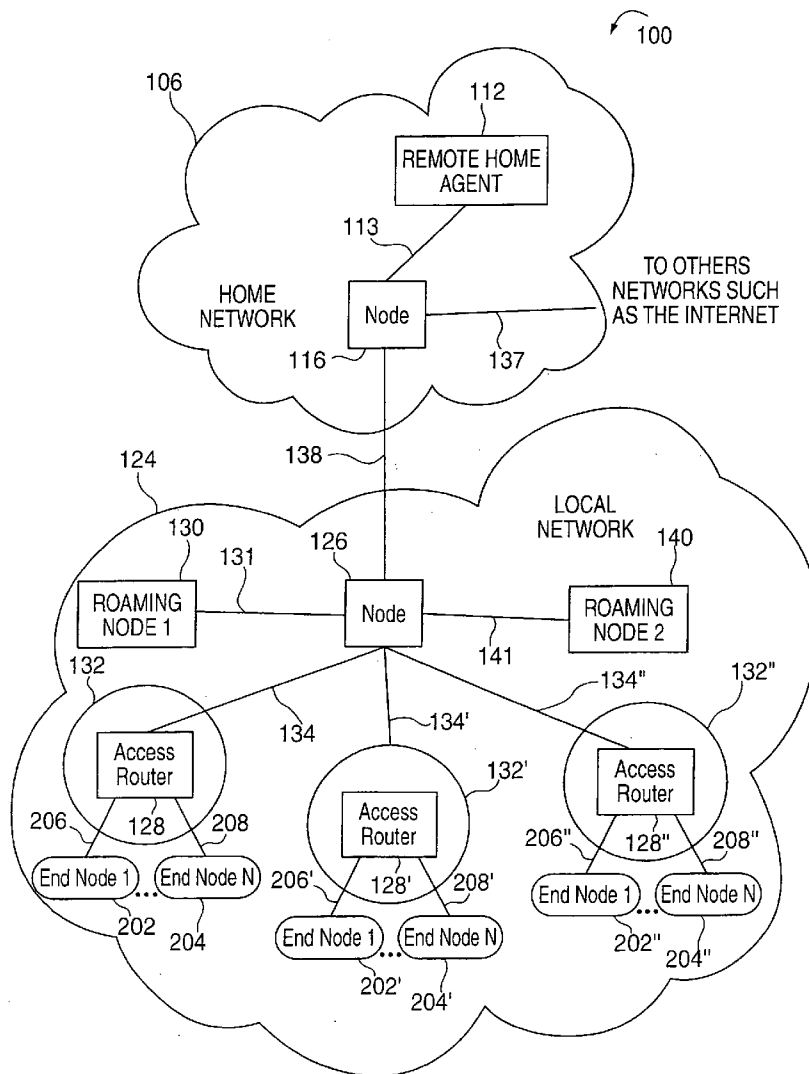 100
106
112
REMOTE HOME
AGENT
113
HOME
NETWORK
Node
116
137
TO OTHERS
NETWORKS SUCH
AS THE INTERNET
138
124
LOCAL
NETWORK
130
131
126
140
ROAMING
NODE 1
Node
ROAMING
NODE 2
141
132
134
134'
134"
132"
Access
Router
128
206
208
132'
Access
Router
128'
206'
208'
Access
Router
128"
206"
208"
End Node 1
...
End Node N
202
204
End Node 1
...
End Node N
202'
204'
End Node 1
...
End Node N
202"
204"